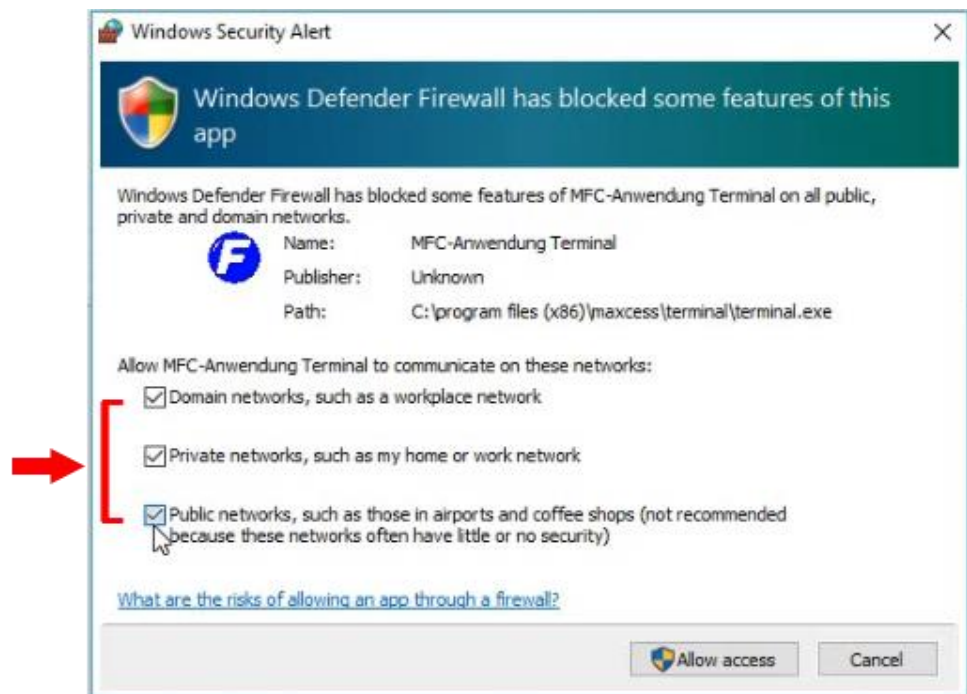 Windows Security Alert
Windows Defender Firewall has blocked some features of this
app
Windows Defender Firewall has blocked some features of MFC-Anwendung Terminal on all public,
private and domain networks.
F
Name: MFC-Anwendung Terminal
Publisher: Unknown
Path: C:\program files (x86)\maxcess\terminal\terminal.exe
Allow MFC-Anwendung Terminal to communicate on these networks:
Domain networks, such as a workplace network
Private networks, such as my home or work network
Public networks, such as those in airports and coffee shops (not recommended
because these networks often have little or no security)
What are the risks of allowing an app through a firewall?
Allow access Cancel